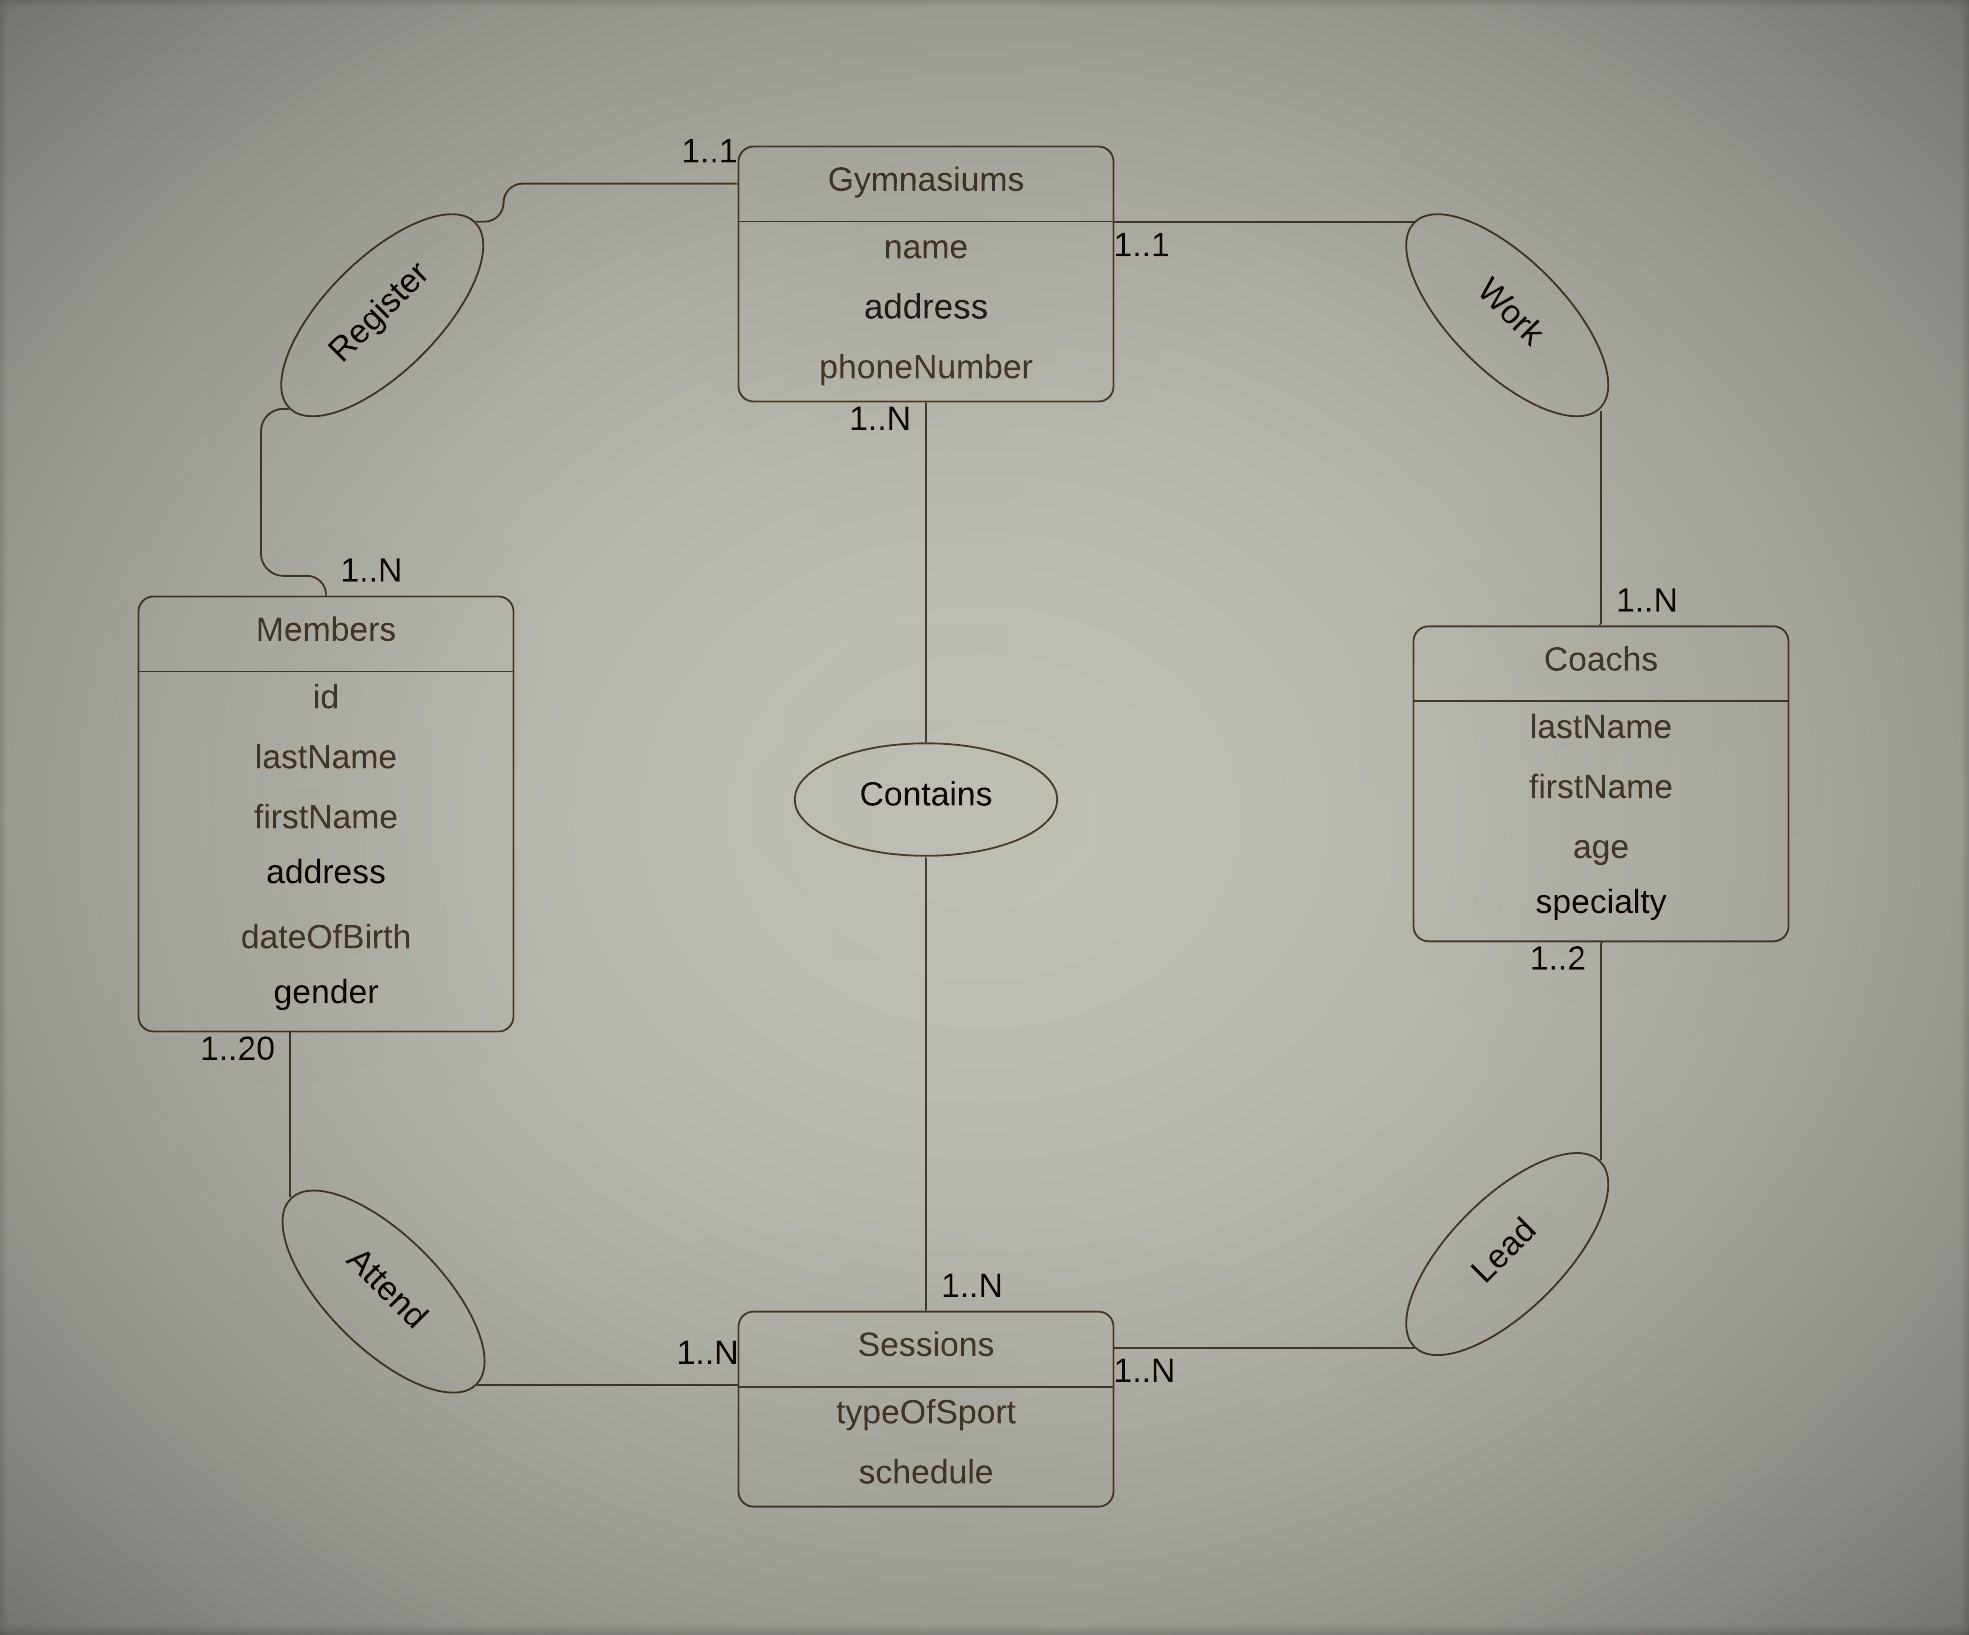 1..1
Gymnasiums
name
address
phoneNumber
1..1
1..N
Register
Work
1..N
Members
id
lastName
firstName
address
dateOfBirth
gender
1..20
Contains
1..N
Coachs
lastName
firstName
age
specialty
1..2
Attend
Lead
1..N
1..N
Sessions
typeOfSport
schedule
1..N